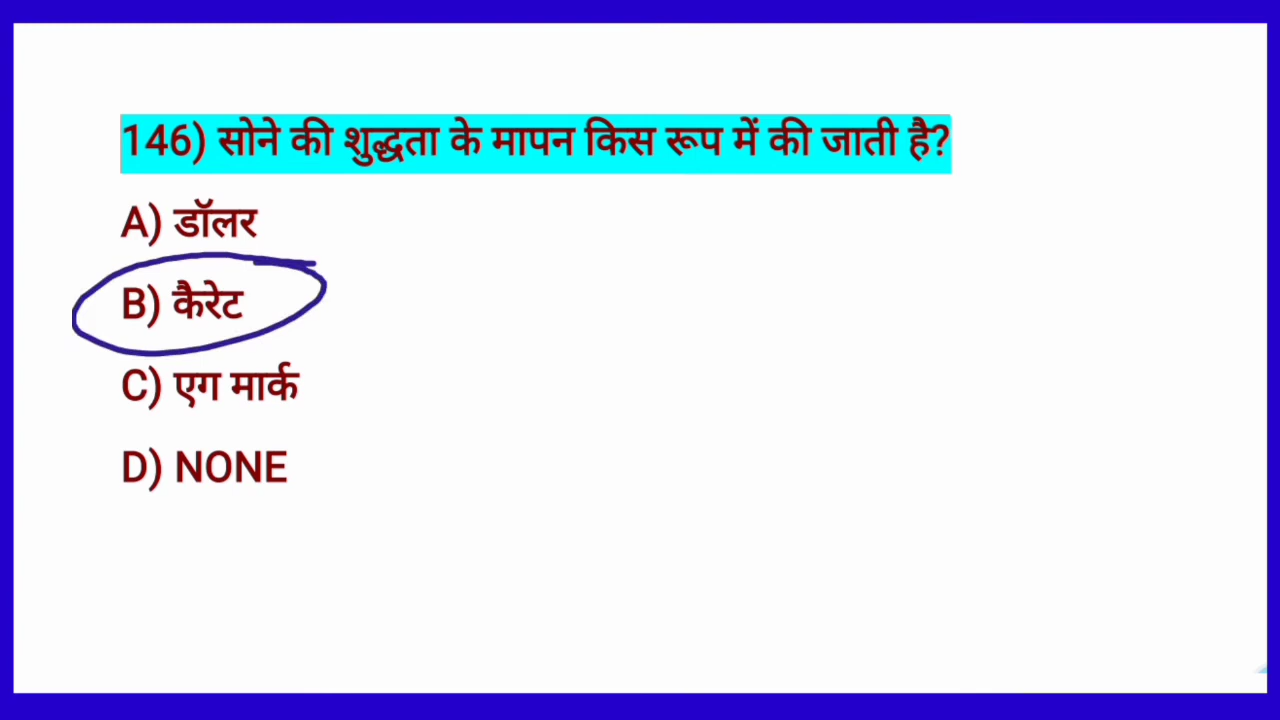 146) सोने की शुद्धता के मापन किस रूप में की जाती है?
A) डॉलर
B) कैरेट
C) एग मार्क
D) NONE